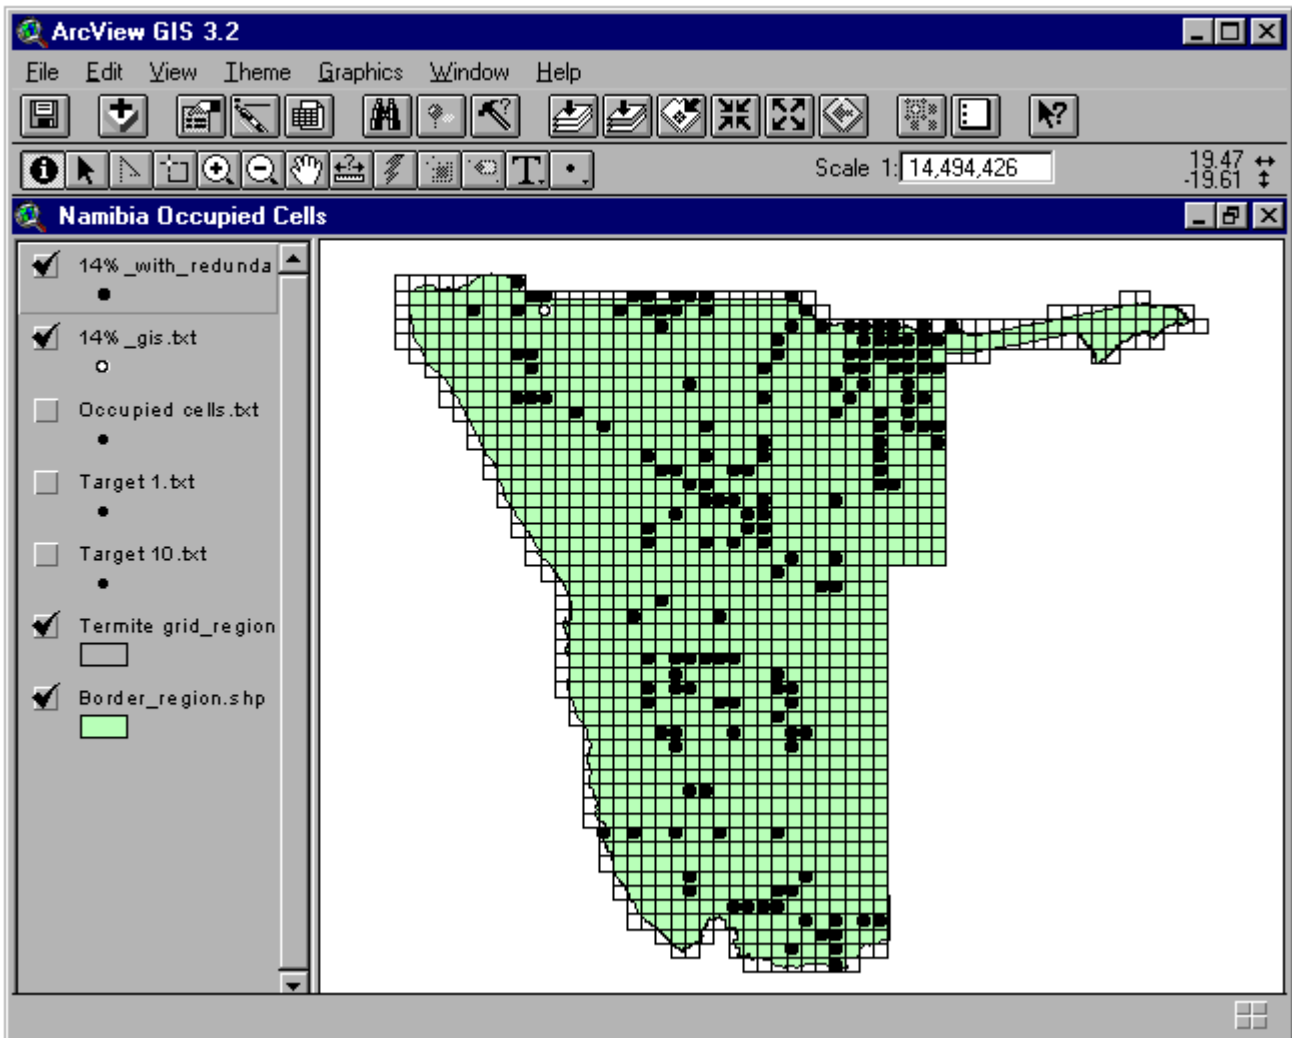 ArcView GIS 3.2
File Edit View Theme Graphics Window Help
Scale 1: 14,494,426 19.47
-19.61
Namibia Occupied Cells
14%_with_redunda
14%_gis.txt
Occupied cells.txt
Target 1.txt
Target 10.txt
Termite grid_region
Border_region.shp